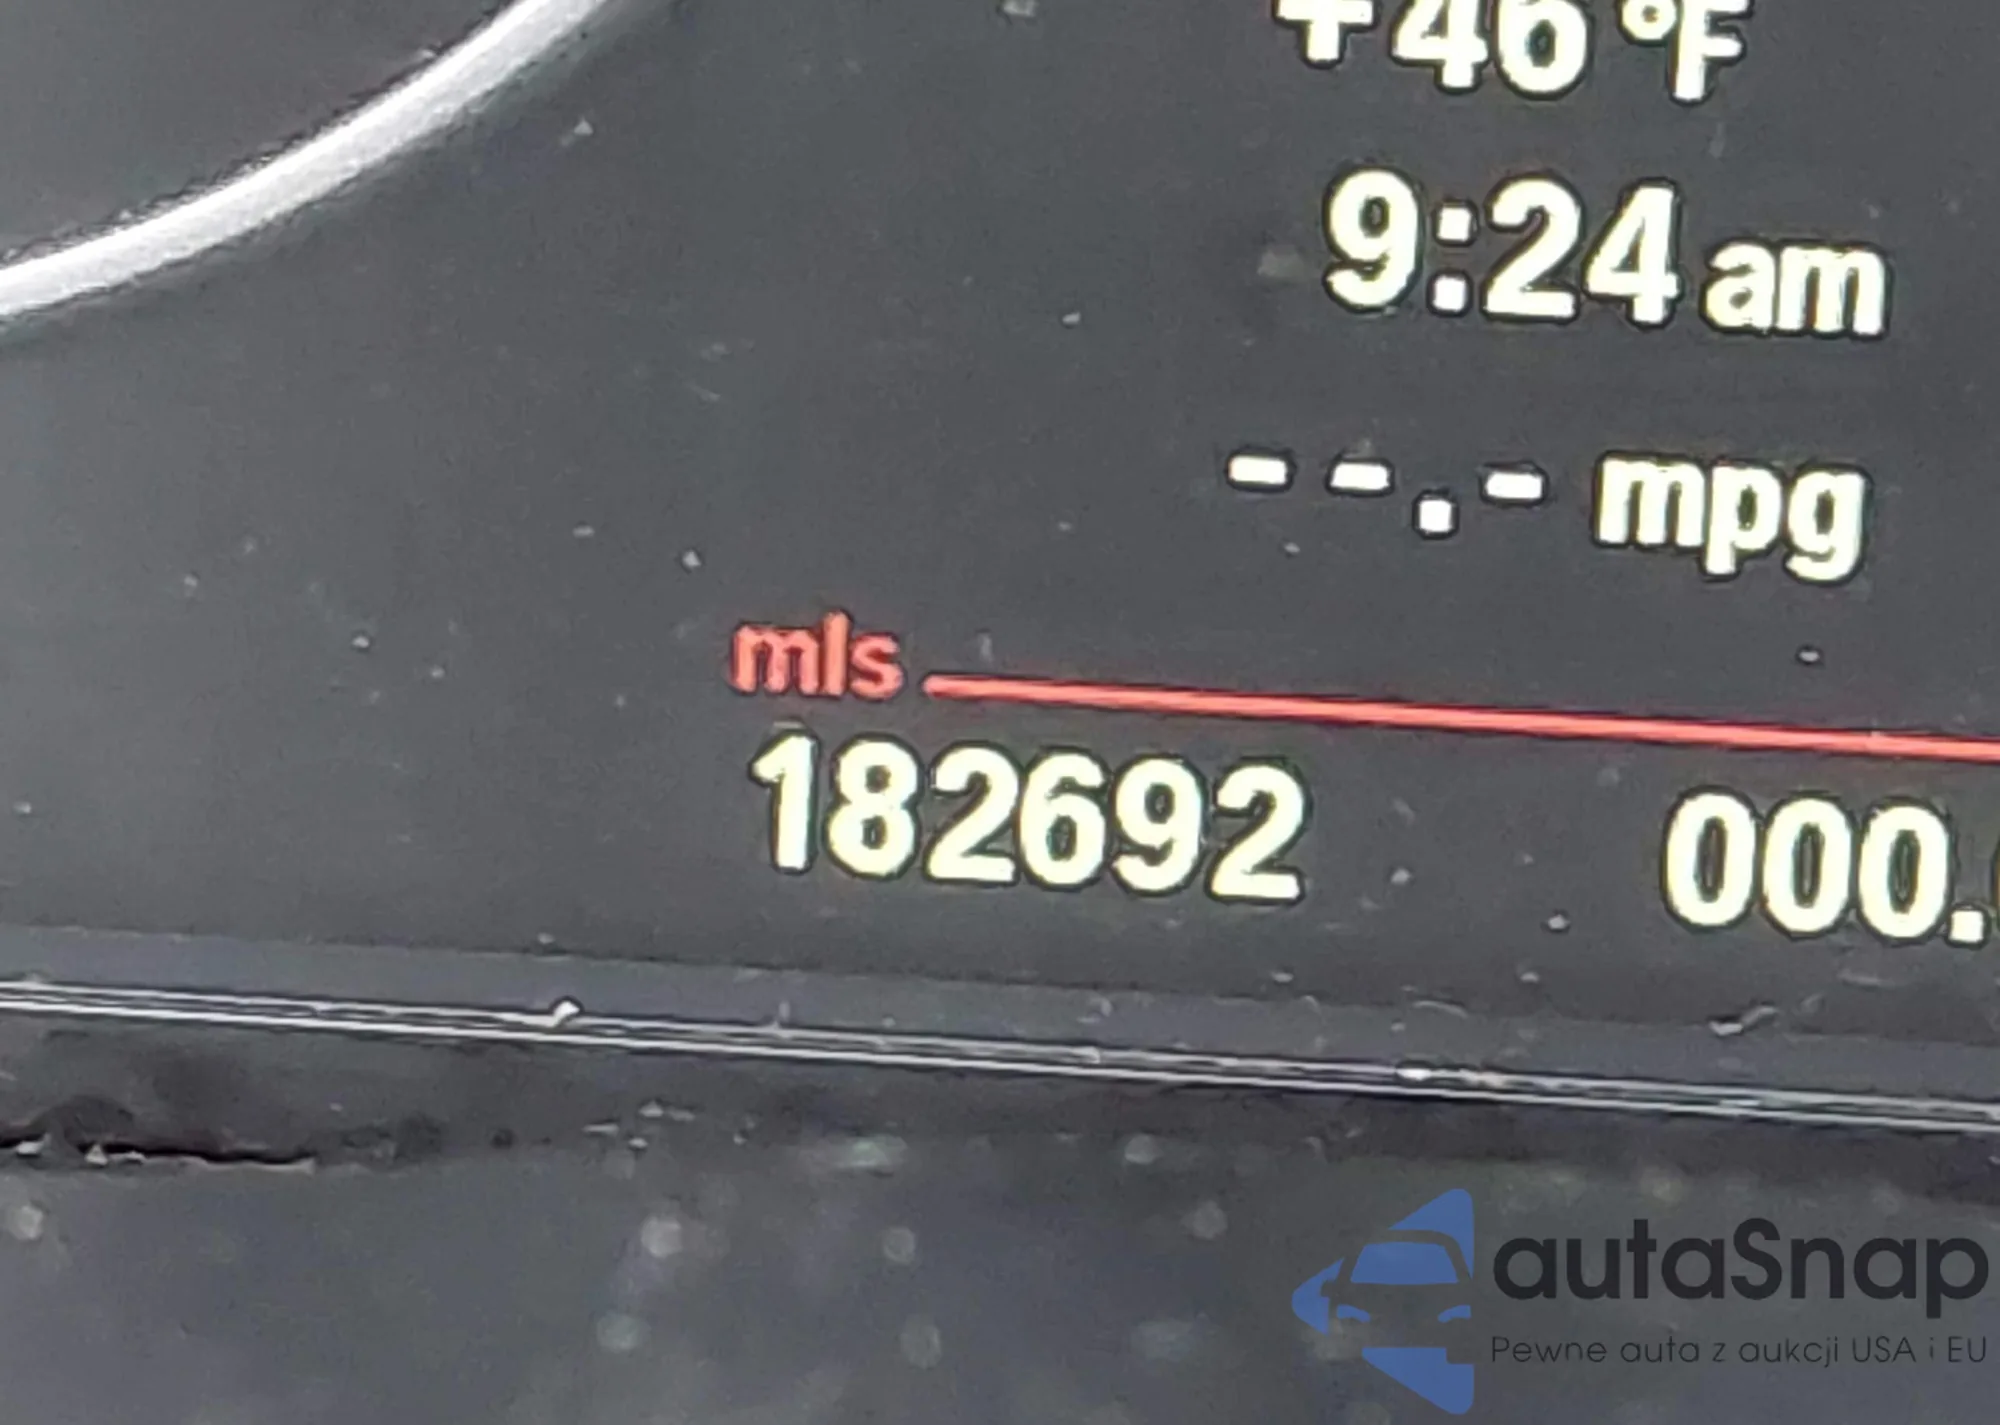 +46°F
9:24 am
--.- mpg
mls
182692 000.
autaSnap
Pewne auta z aukcji USA i EU